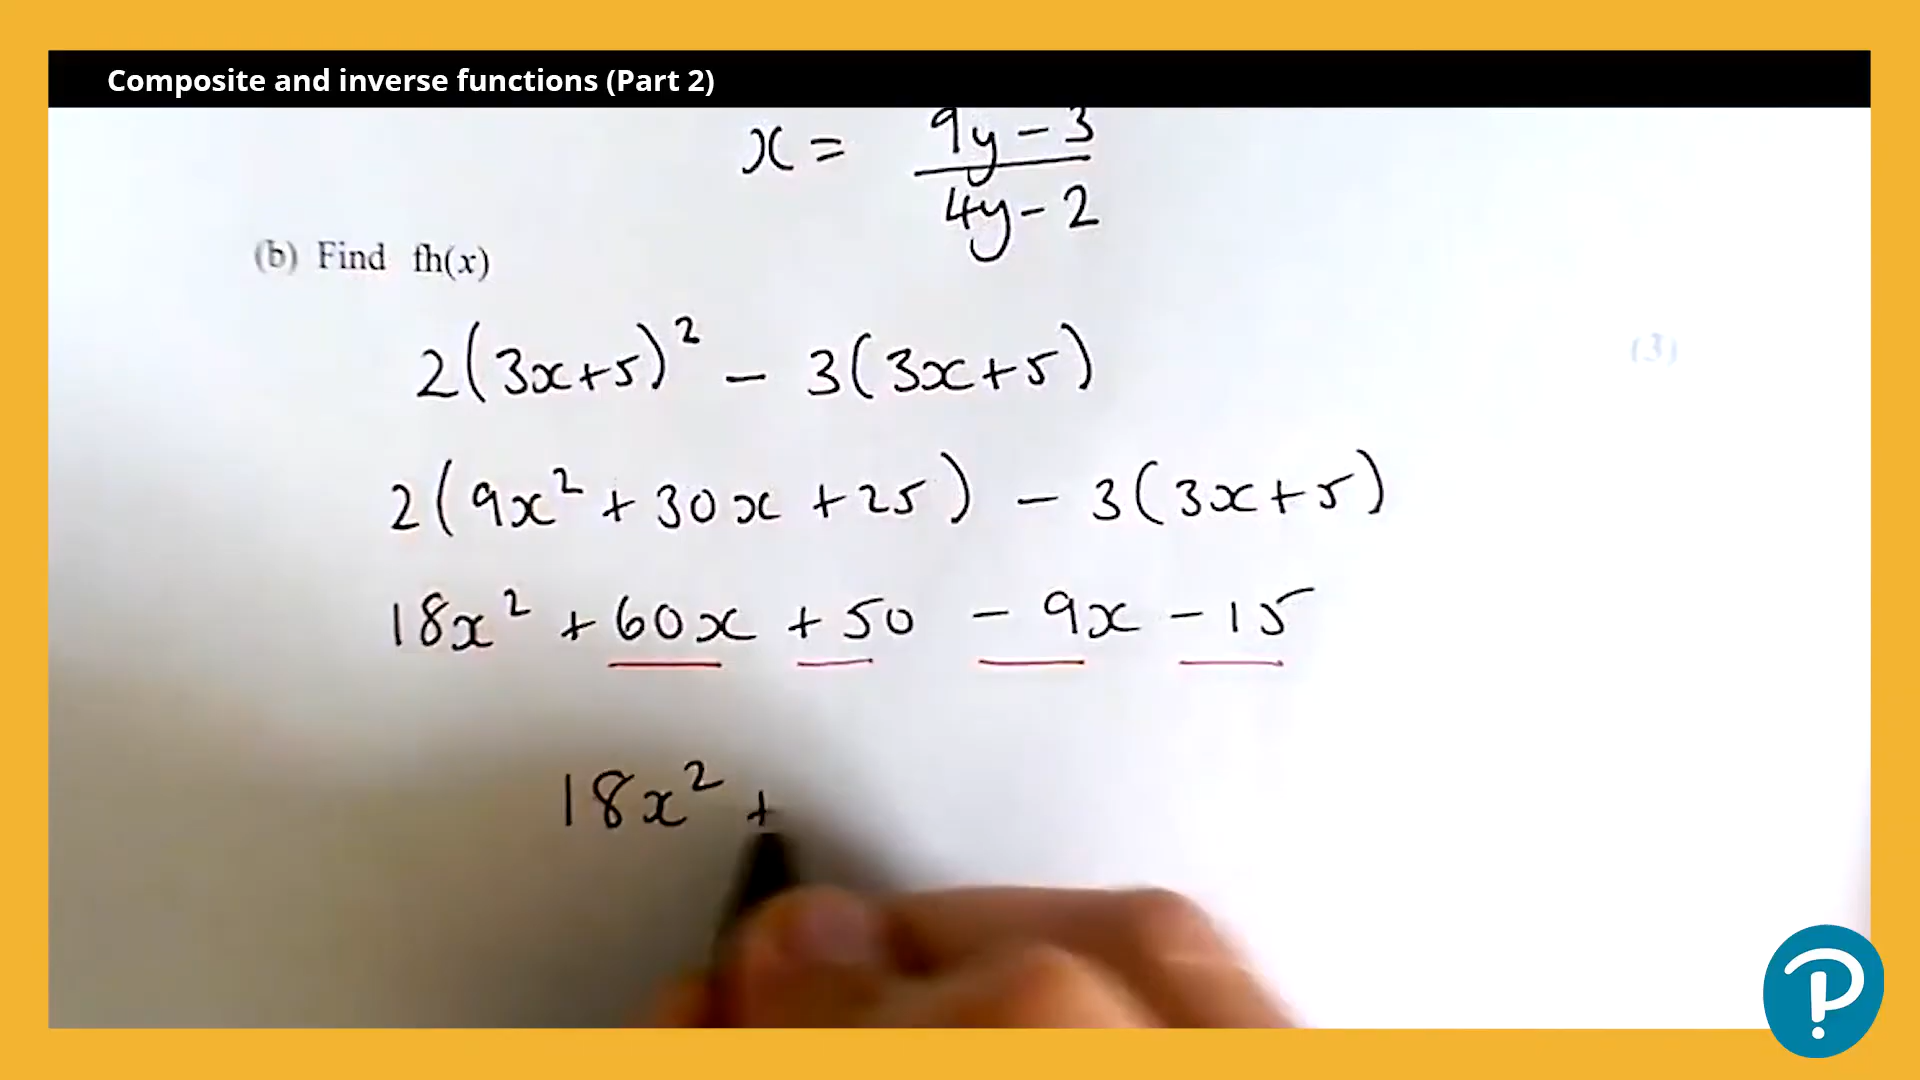 Composite and inverse functions (Part 2)
x = 9y - 3
4y - 2
(b) Find fh(x)
(3)
2(3x+5)² - 3(3x+5)
2(9x² + 30x + 25) - 3(3x+5)
18x² + 60x + 50 - 9x - 15
18x² +
P